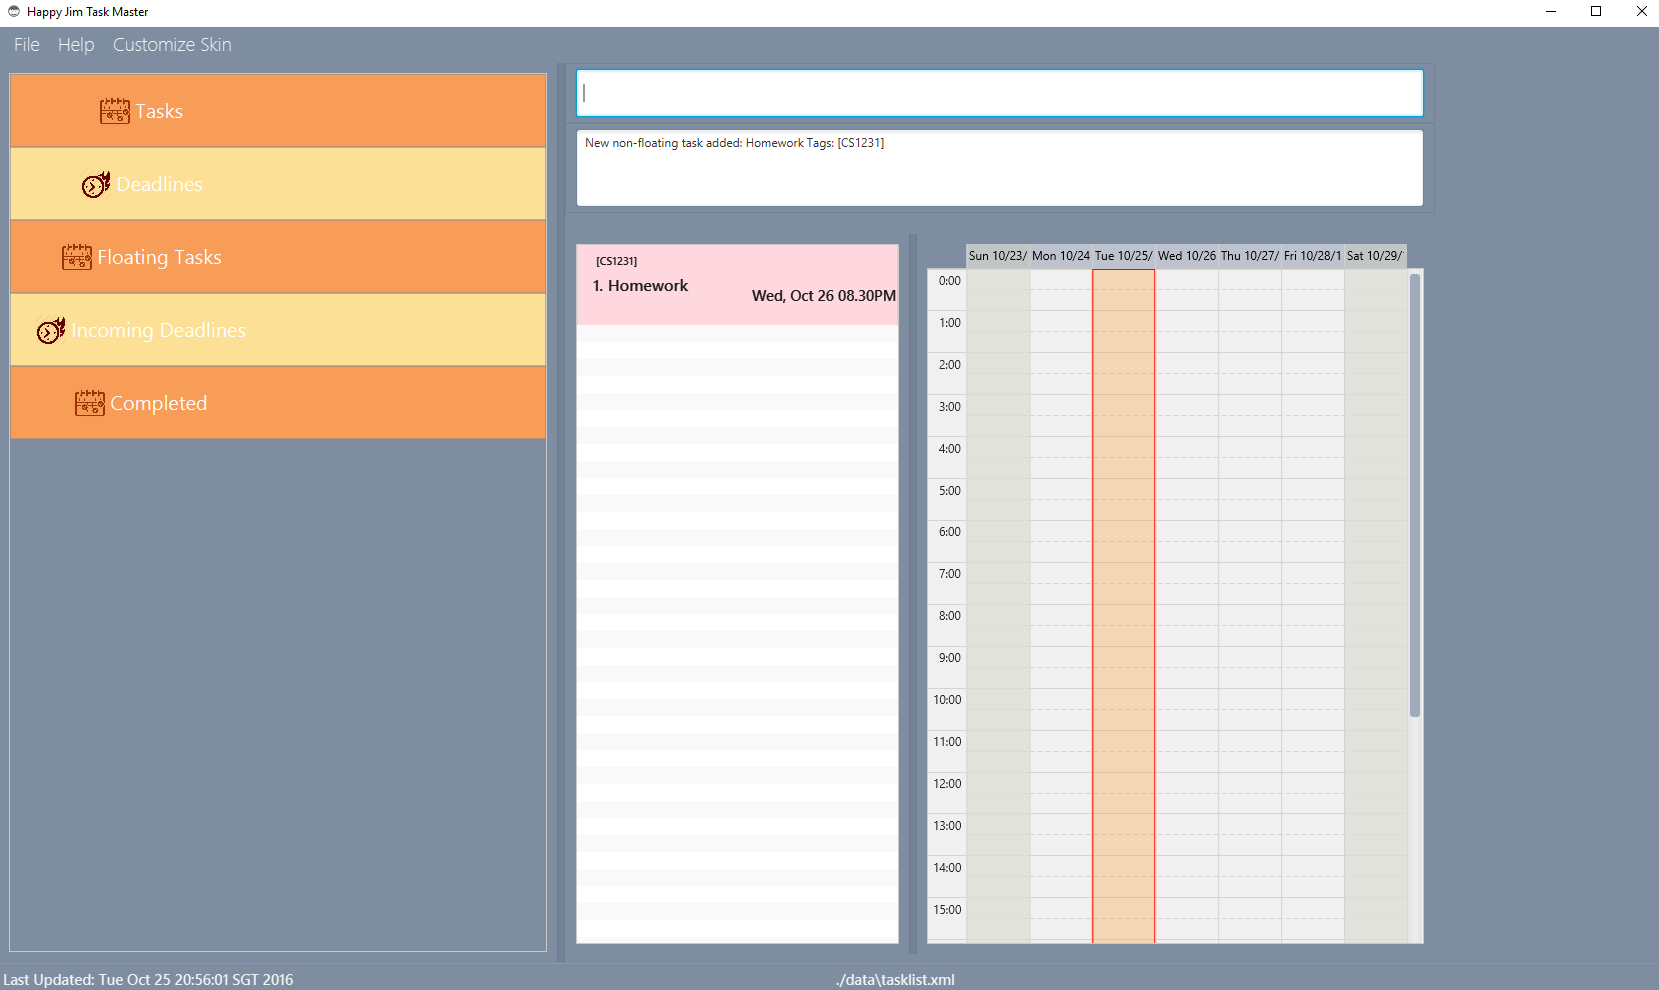 Happy Jim Task Master
File Help Customize Skin
Tasks
Deadlines
Floating Tasks
Incoming Deadlines
Completed
New non-floating task added: Homework Tags: [CS1231]
[CS1231]
1. Homework
Wed, Oct 26 08.30PM
Sun 10/23/ Mon 10/24 Tue 10/25/ Wed 10/26 Thu 10/27/ Fri 10/28/1 Sat 10/29/
0:00
1:00
2:00
3:00
4:00
5:00
6:00
7:00
8:00
9:00
10:00
11:00
12:00
13:00
14:00
15:00
Last Updated: Tue Oct 25 20:56:01 SGT 2016
./data\tasklist.xml